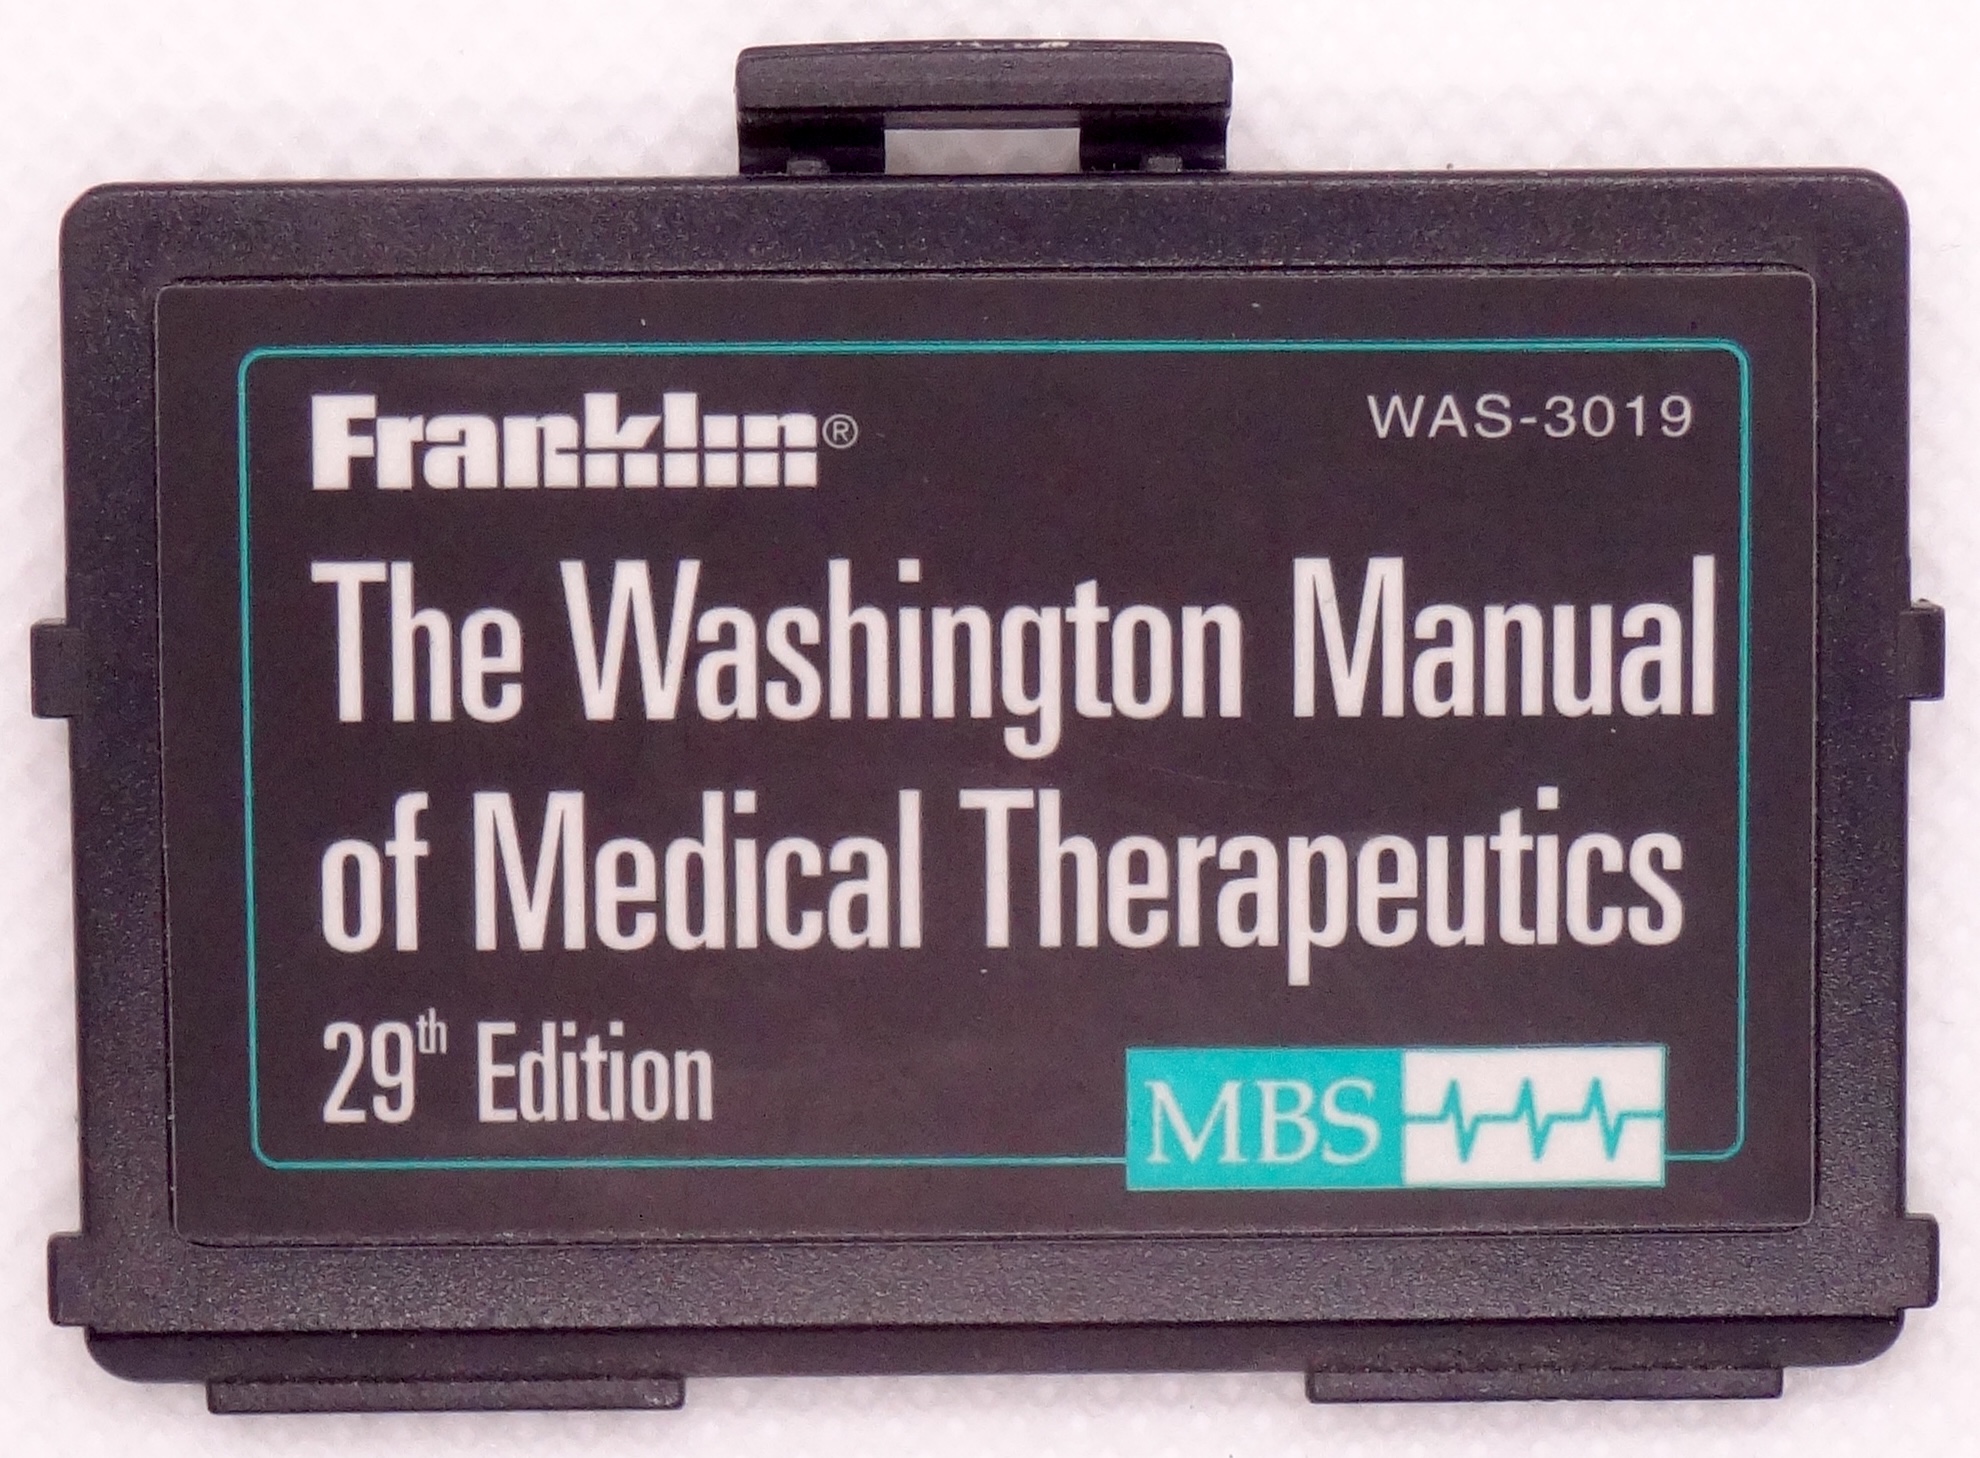 Franklin®
WAS-3019
The Washington Manual
of Medical Therapeutics
29th Edition
MBS